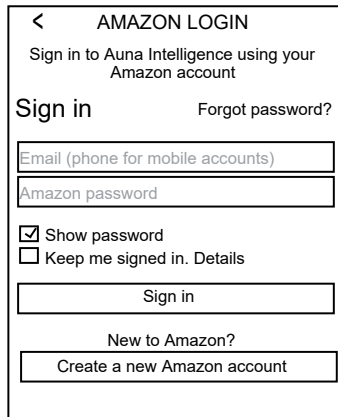 AMAZON LOGIN
Sign in to Auna Intelligence using your
Amazon account
Sign in
Forgot password?
Email (phone for mobile accounts)
Amazon password
Show password
Keep me signed in. Details
Sign in
New to Amazon?
Create a new Amazon account